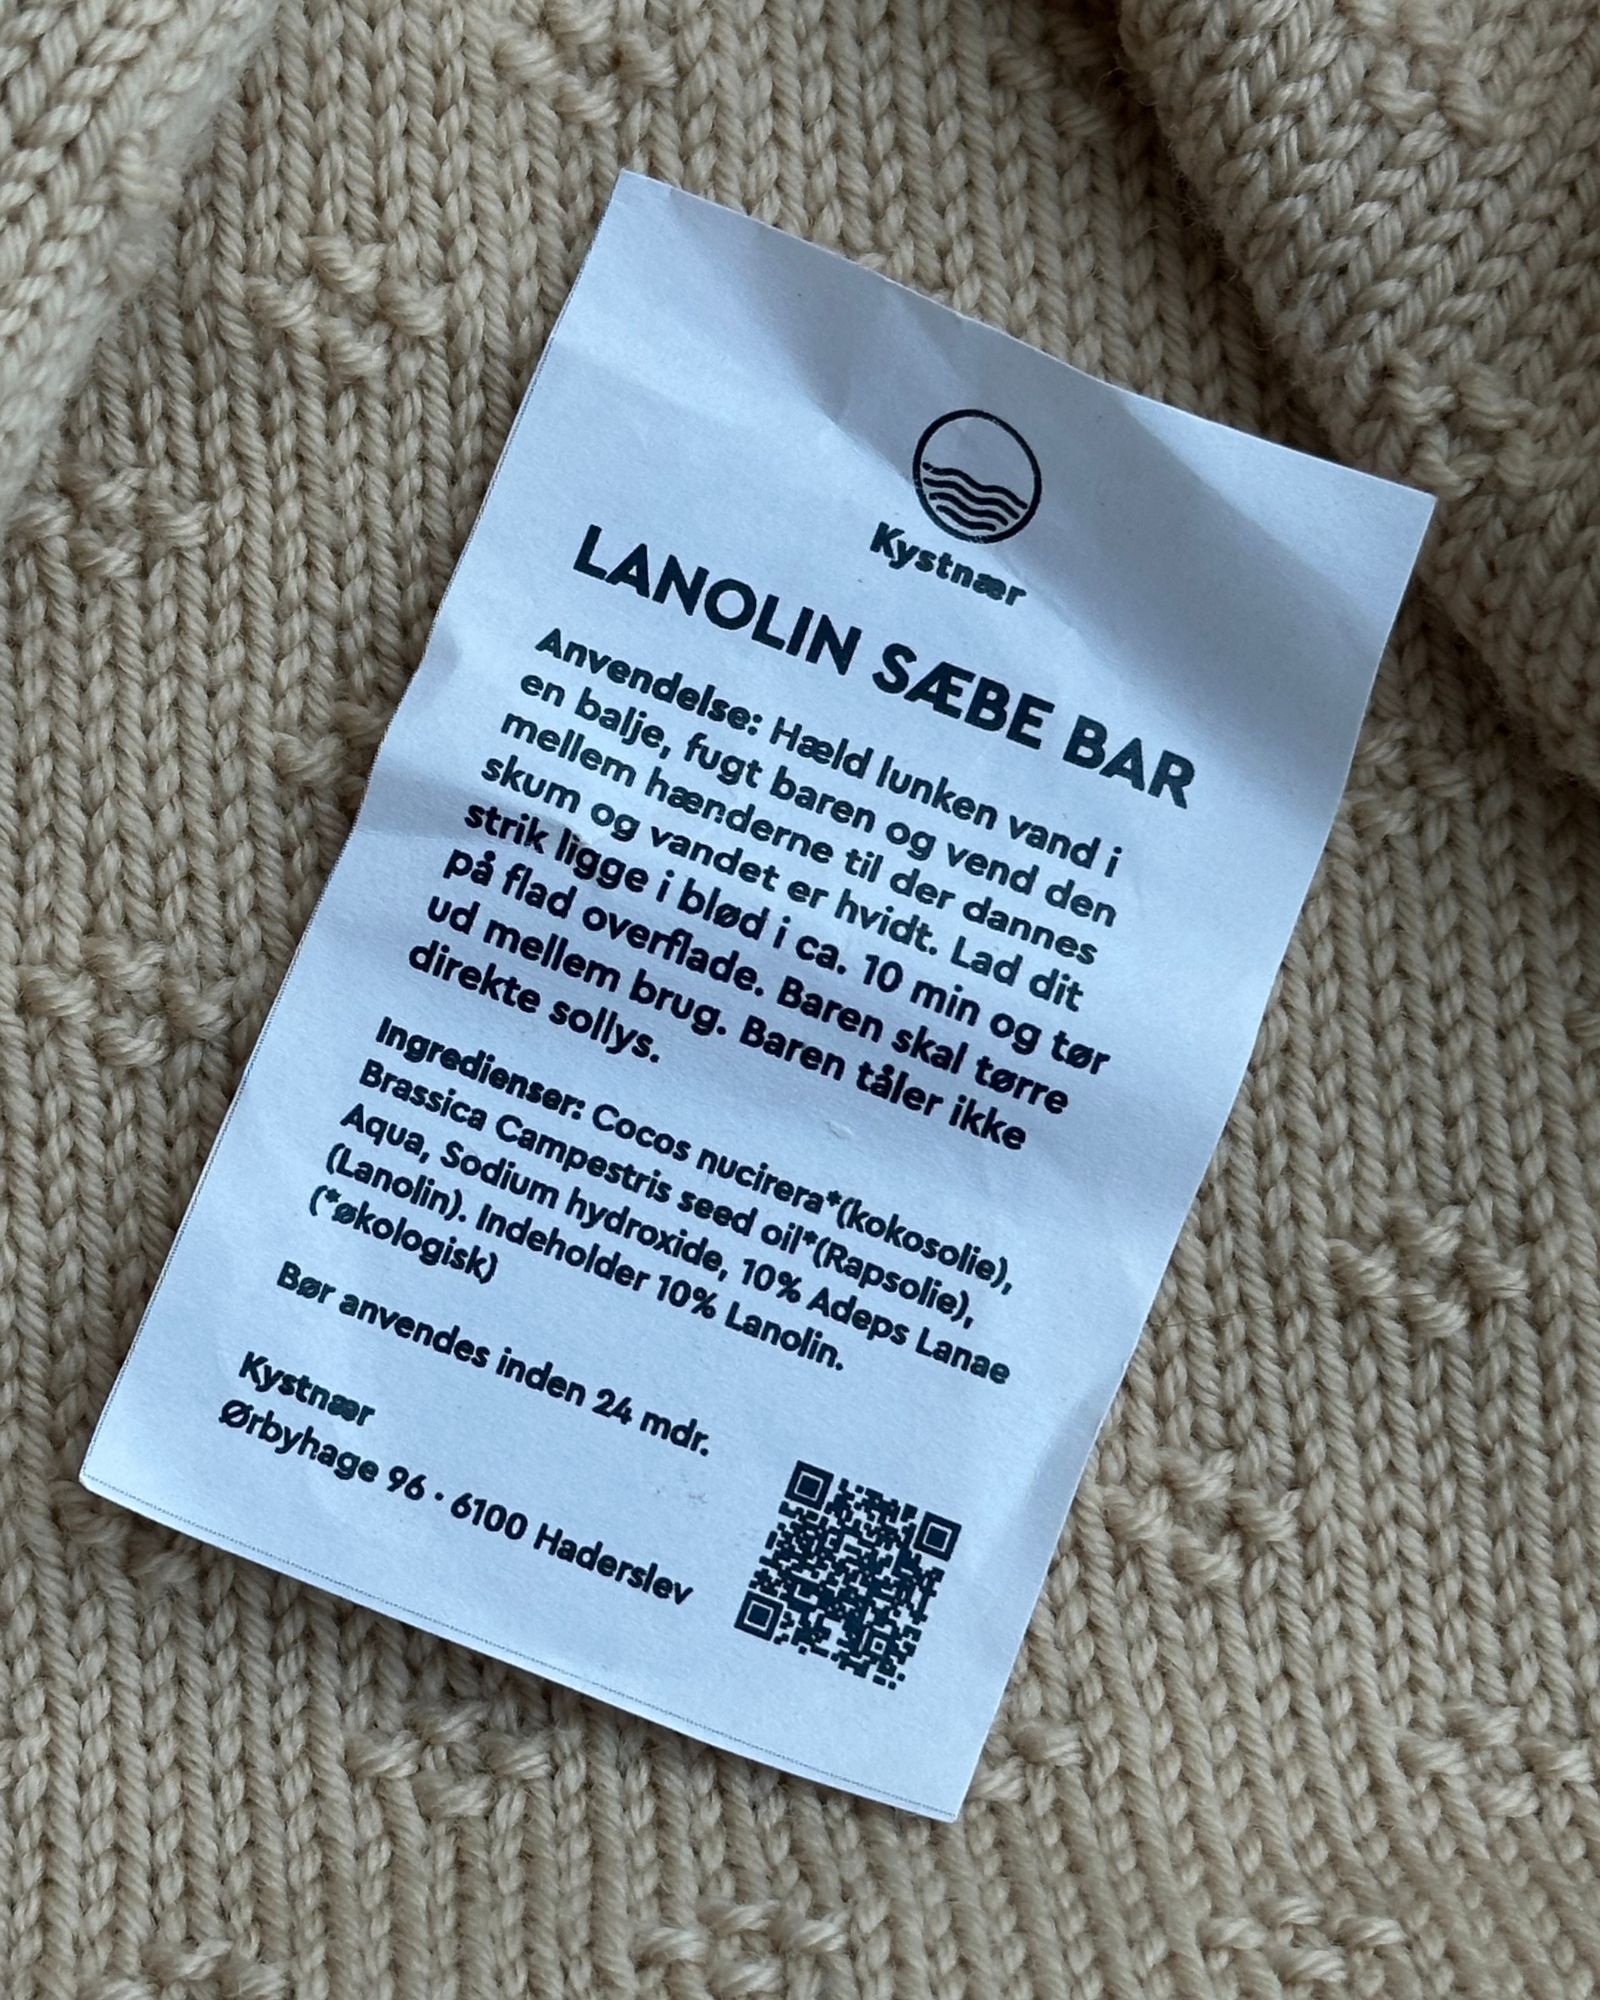 Kystnær
LANOLIN SÆBE BAR
Anvendelse: Hæld lunken vand i
en balje, fugt baren og vend den
mellem hænderne til der dannes
skum og vandet er hvidt. Lad dit
strik ligge i blød i ca. 10 min og tør
på flad overflade. Baren skal tørre
ud mellem brug. Baren tåler ikke
direkte sollys.
Ingredienser: Cocos nucirera*(kokosolie),
Brassica Campestris seed oil*(Rapsolie),
Aqua, Sodium hydroxide, 10% Adeps Lanae
(Lanolin). Indeholder 10% Lanolin.
(*økologisk)
Bør anvendes inden 24 mdr.
Kystnær
Ørbyhage 96 · 6100 Haderslev